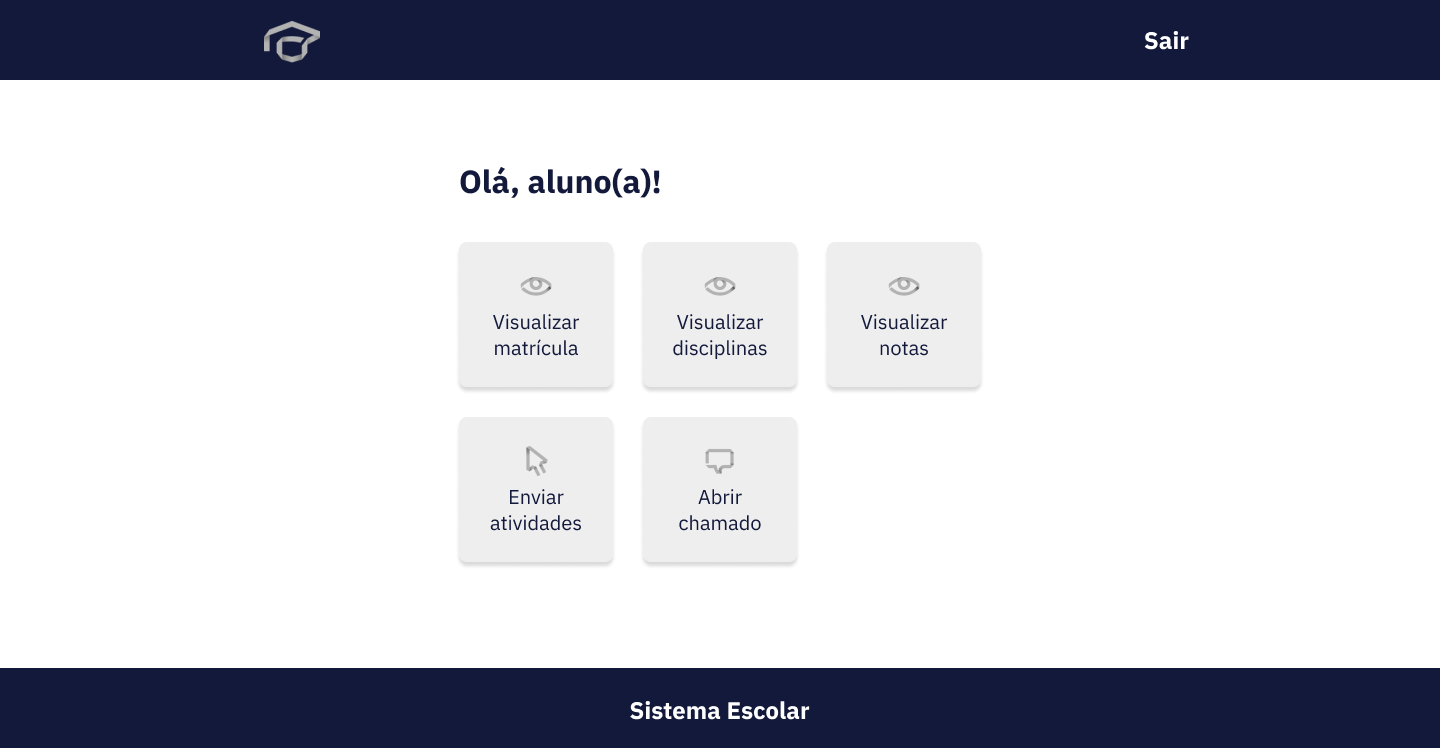 Sair
Olá, aluno(a)!
Visualizar
matrícula
Visualizar
disciplinas
Visualizar
notas
Enviar
atividades
Abrir
chamado
Sistema Escolar